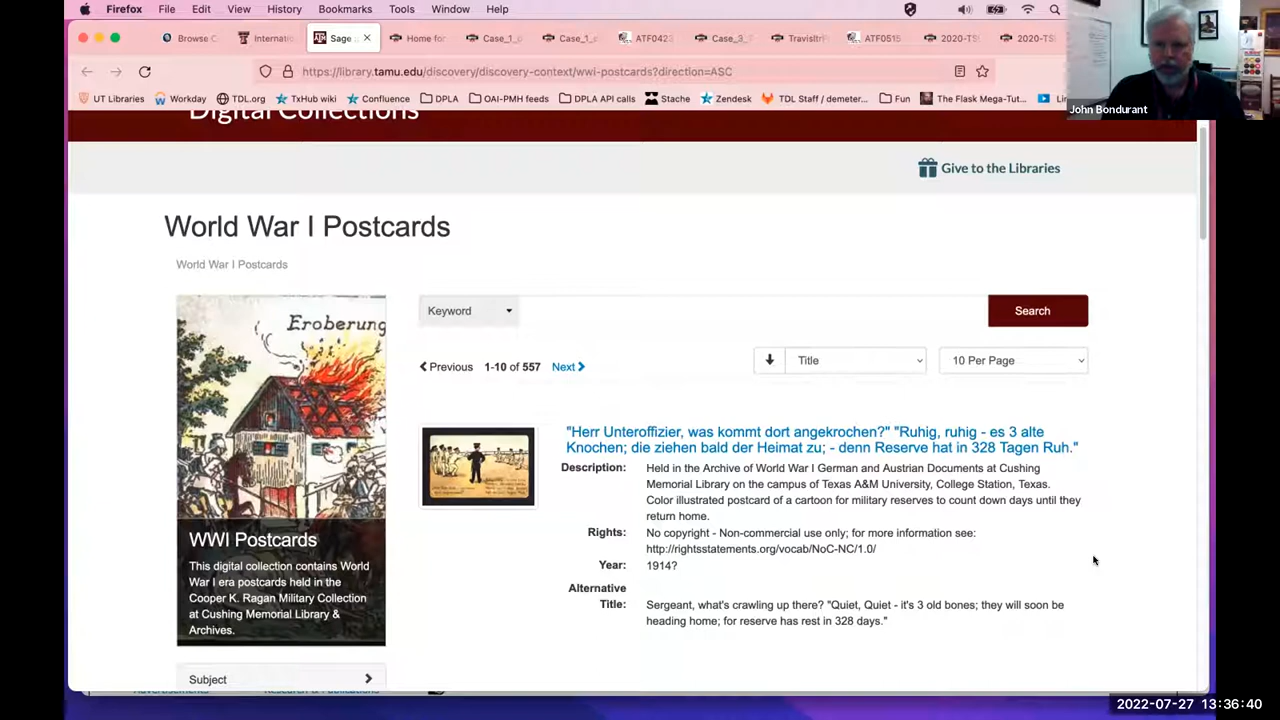 Firefox File Edit View History Bookmarks Tools Window Help
Browse C
Internatio
Sage
Home for
Case_1_c
Case_1_c
ATF0423
Case_3_
TravisItr
ATF0515
2020-TS
2020-TS
https://library.tamu.edu/discovery/discovery-context/wwi-postcards?direction=ASC
UT Libraries Workday TDL.org TxHub wiki Confluence DPLA OAI-PMH feeds DPLA API calls Stache Zendesk TDL Staff / demeter... Fun The Flask Mega-Tut...
John Bondurant
Digital Collections
Give to the Libraries
World War I Postcards
World War I Postcards
Eroberung
Keyword
Search
Previous 1-10 of 557 Next
Title
10 Per Page
"Herr Unteroffizier, was kommt dort angekrochen?" "Ruhig, ruhig - es 3 alte
Knochen; die ziehen bald der Heimat zu; - denn Reserve hat in 328 Tagen Ruh."
Description: Held in the Archive of World War I German and Austrian Documents at Cushing
Memorial Library on the campus of Texas A&M University, College Station, Texas.
Color illustrated postcard of a cartoon for military reserves to count down days until they
return home.
Rights: No copyright - Non-commercial use only; for more information see:
http://rightsstatements.org/vocab/NoC-NC/1.0/
Year: 1914?
Alternative
Title: Sergeant, what's crawling up there? "Quiet, Quiet - it's 3 old bones; they will soon be
heading home; for reserve has rest in 328 days."
WWI Postcards
This digital collection contains World
War I era postcards held in the
Cooper K. Ragan Military Collection
at Cushing Memorial Library &
Archives.
Subject
2022-07-27 13:36:40